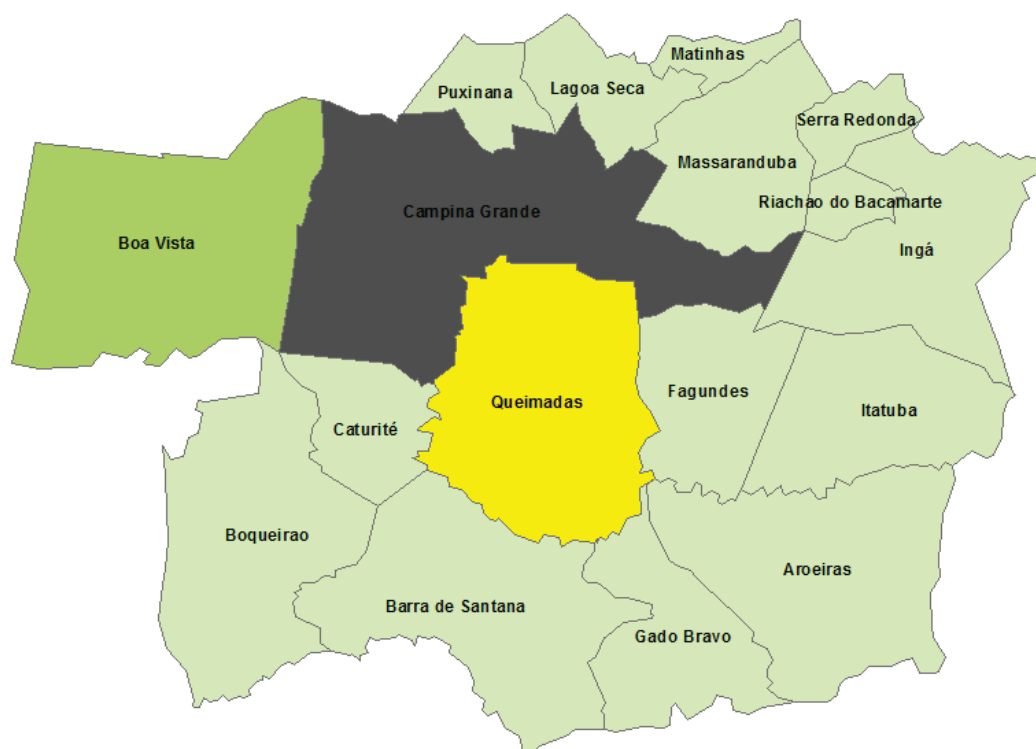 Matinhas
Puxinana
Lagoa Seca
Serra Redonda
Massaranduba
Riachao do Bacamarte
Campina Grande
Boa Vista
Ingá
Queimadas
Fagundes
Itatuba
Caturité
Boqueirao
Aroeiras
Barra de Santana
Gado Bravo